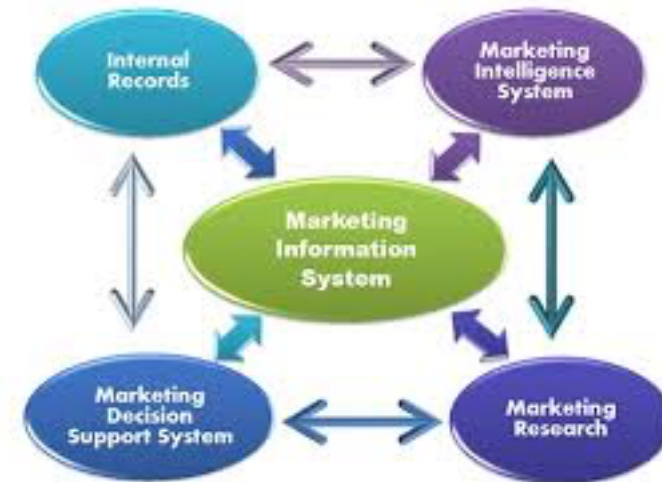 Internal
Records
Marketing
Intelligence
System
Marketing
Information
System
Marketing
Decision
Support System
Marketing
Research